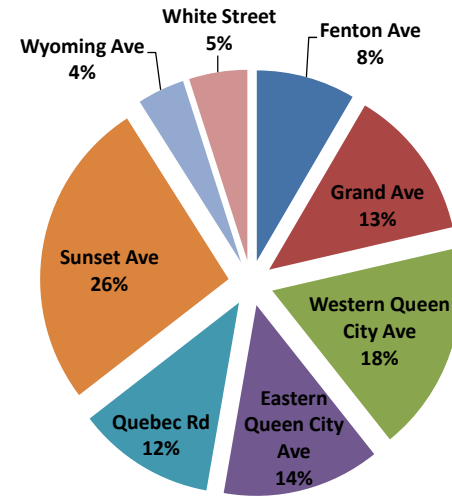 White Street
5%
Fenton Ave
8%
Wyoming Ave
4%
Grand Ave
13%
Sunset Ave
26%
Western Queen
City Ave
18%
Eastern
Queen City
Ave
14%
Quebec Rd
12%